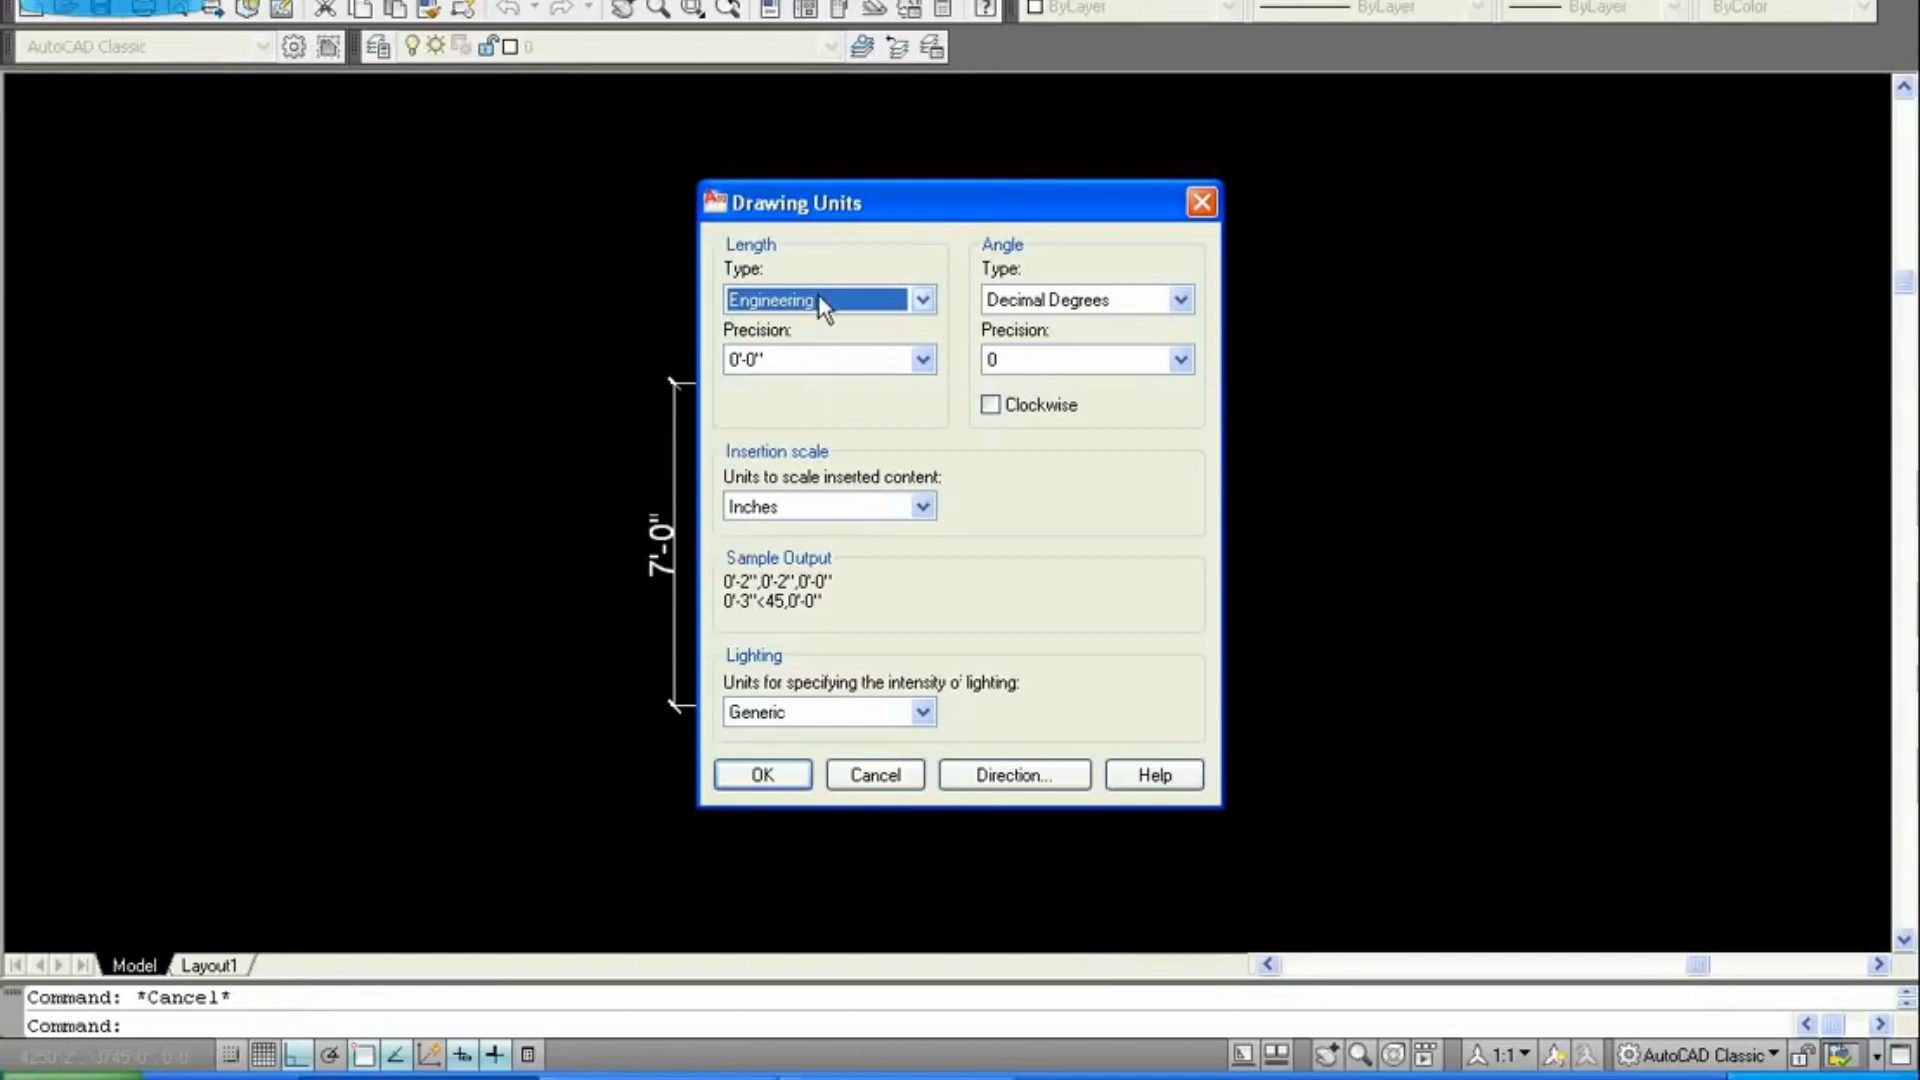 ByLayer
ByLayer
ByLayer
ByColor
AutoCAD Classic
0
Drawing Units
Length
Type:
Engineering
Precision:
0'-0"
Angle
Type:
Decimal Degrees
Precision:
0
Clockwise
Insertion scale
Units to scale inserted content:
Inches
Sample Output
0'-2",0'-2",0'-0"
0'-3"<45,0'-0"
Lighting
Units for specifying the intensity of lighting:
Generic
OK
Cancel
Direction...
Help
7'-0"
Model
Layout1
Command: *Cancel*
Command:
1:1
AutoCAD Classic